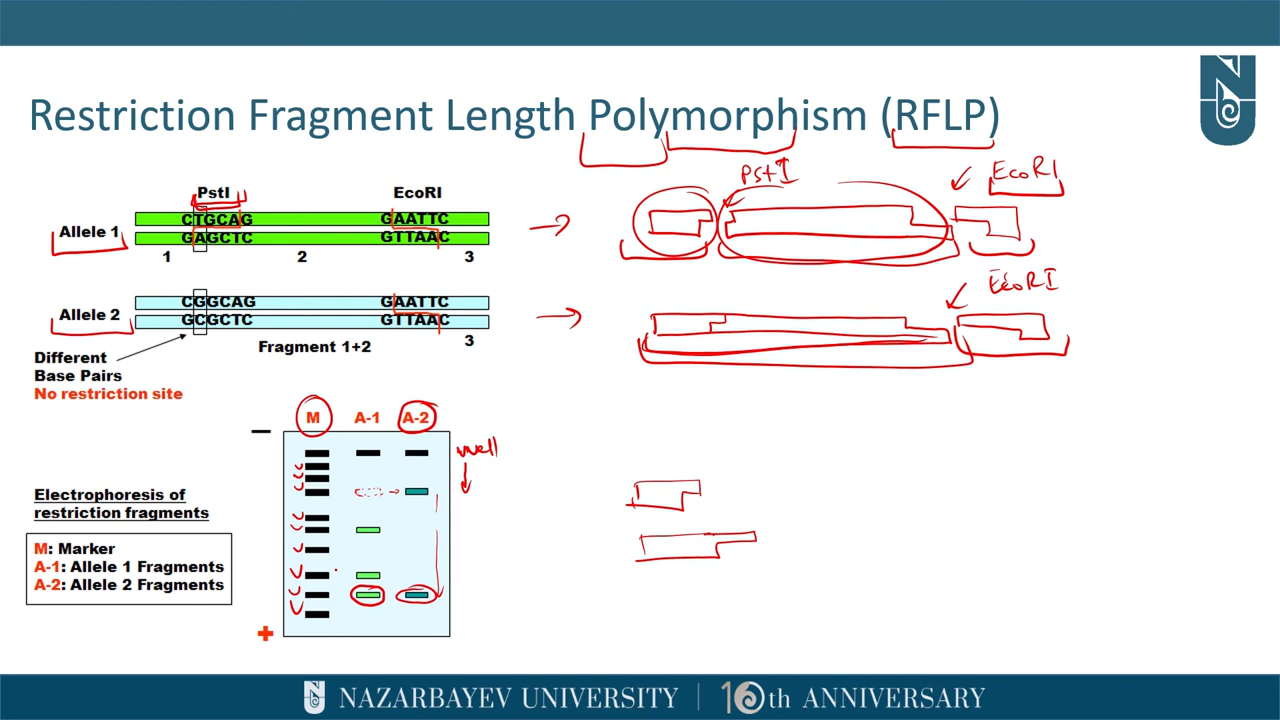 Restriction Fragment Length Polymorphism (RFLP)
PstI
EcoRI
PstI
EcoRI
Allele 1
CTGCAG
GAATTC
GAGCTC
GTTAAC
1
2
3
Allele 2
CGGCAG
GAATTC
GCGCTC
GTTAAC
EcoRI
Different
Base Pairs
No restriction site
Fragment 1+2
3
M
A-1
A-2
−
well
Electrophoresis of
restriction fragments
M: Marker
A-1: Allele 1 Fragments
A-2: Allele 2 Fragments
+
N
NAZARBAYEV UNIVERSITY
10th ANNIVERSARY